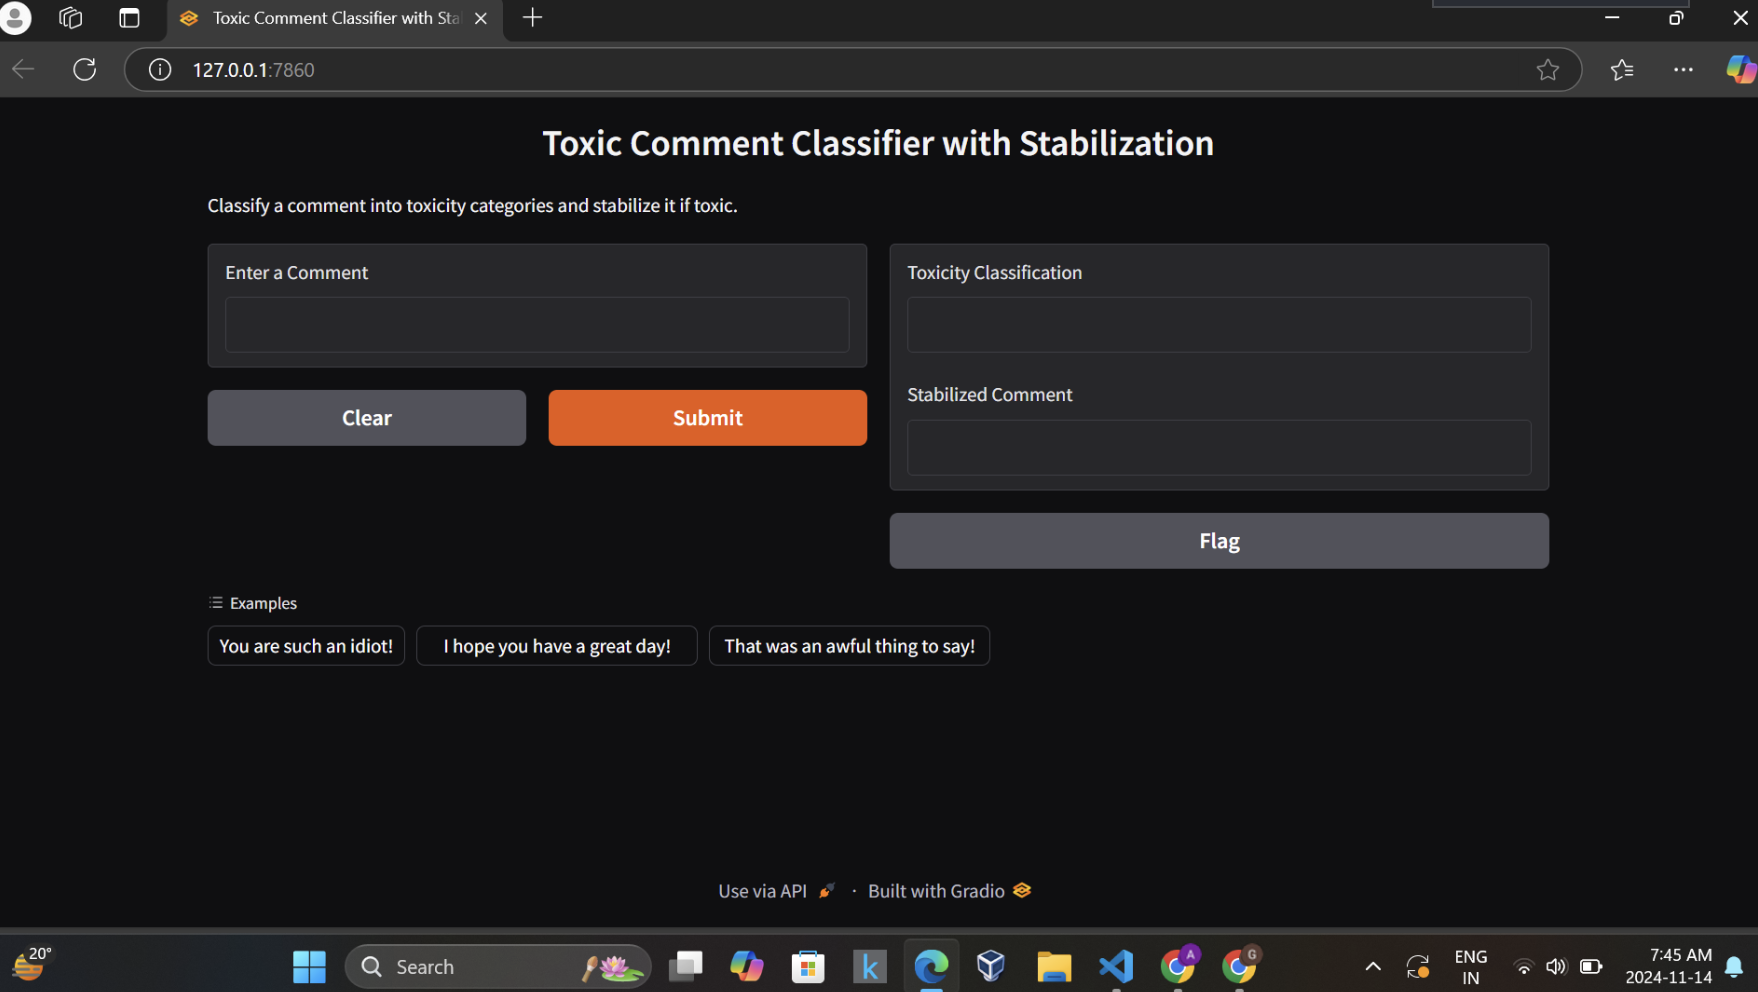 Toxic Comment Classifier with Sta
127.0.0.1:7860
Toxic Comment Classifier with Stabilization
Classify a comment into toxicity categories and stabilize it if toxic.
Enter a Comment
Clear
Submit
Toxicity Classification
Stabilized Comment
Flag
Examples
You are such an idiot!
I hope you have a great day!
That was an awful thing to say!
Use via API · Built with Gradio
20°
Search
k
A
G
ENG
IN
7:45 AM
2024-11-14